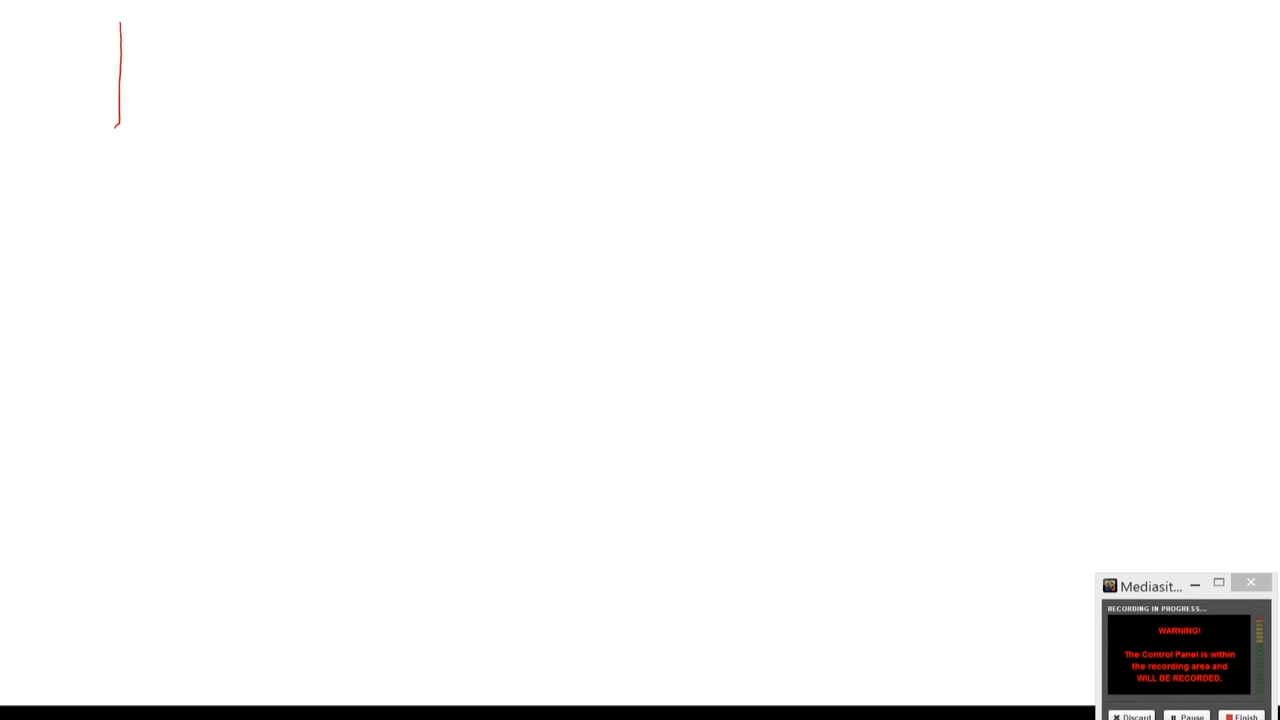 Mediasit...
RECORDING IN PROGRESS...
WARNING!
The Control Panel is within
the recording area and
WILL BE RECORDED.
Discard
Pause
Finish